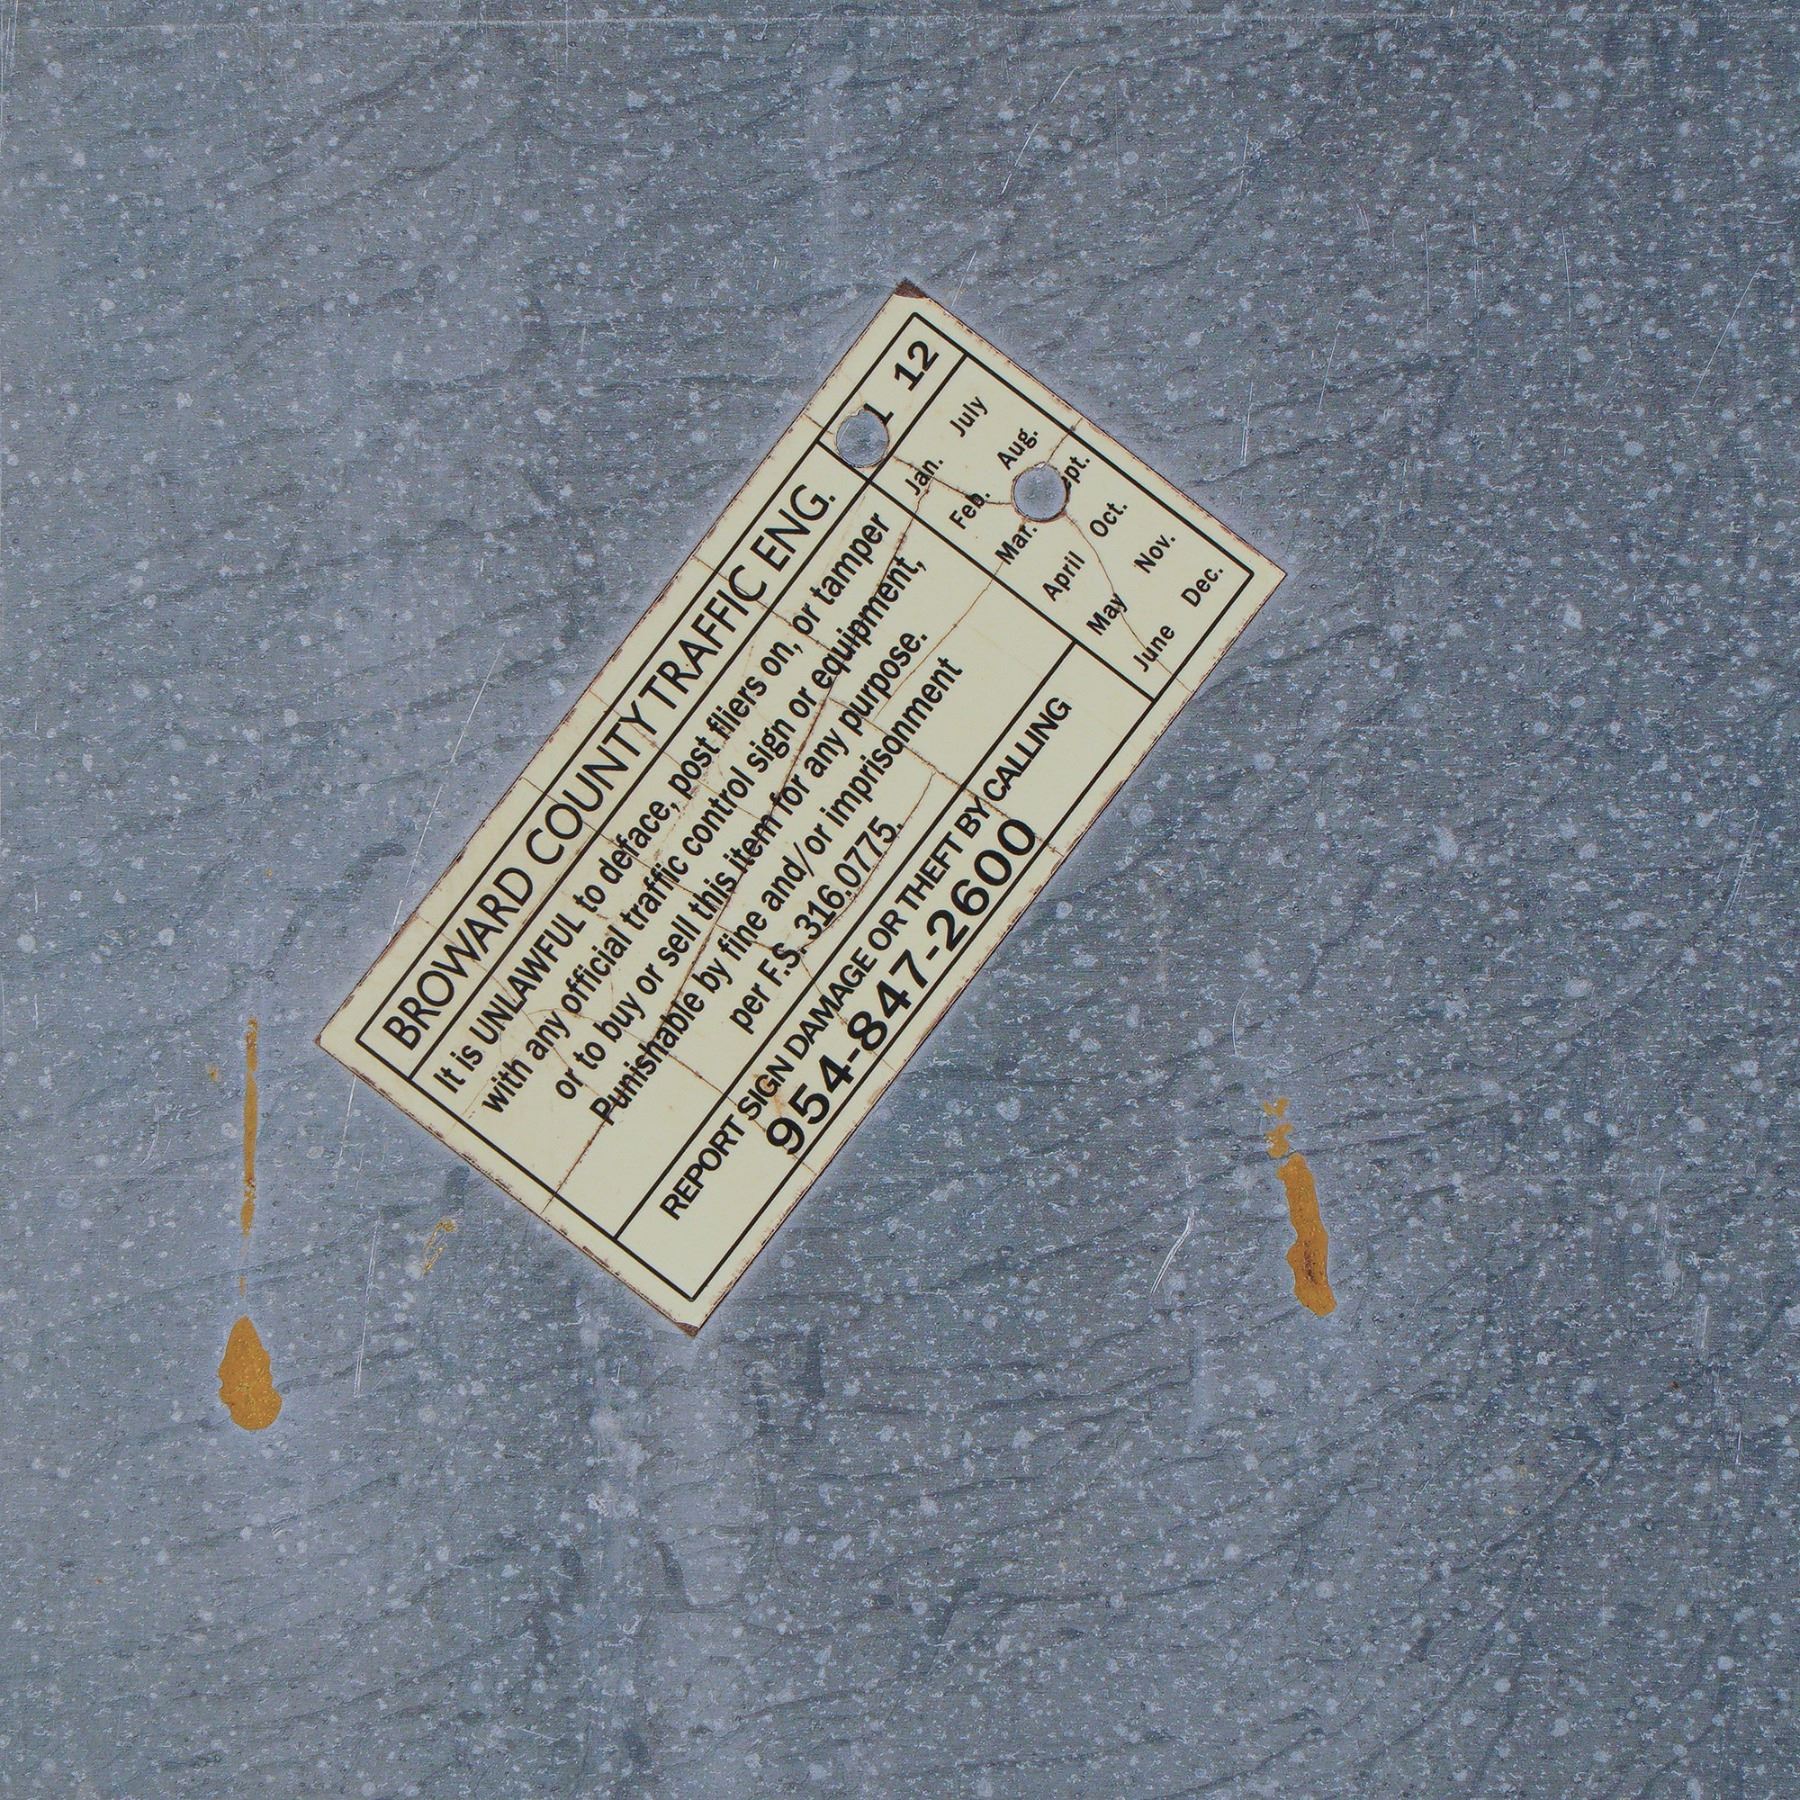 BROWARD COUNTY TRAFFIC ENG.
12
It is UNLAWFUL to deface, post fliers on, or tamper
with any official traffic control sign or equipment,
or to buy or sell this item for any purpose.
Punishable by fine and/or imprisonment
per F.S. 316.0775.
Jan. July
Feb. Aug.
Mar. ept.
April Oct.
May Nov.
June Dec.
REPORT SIGN DAMAGE OR THEFT BY CALLING
954-847-2600